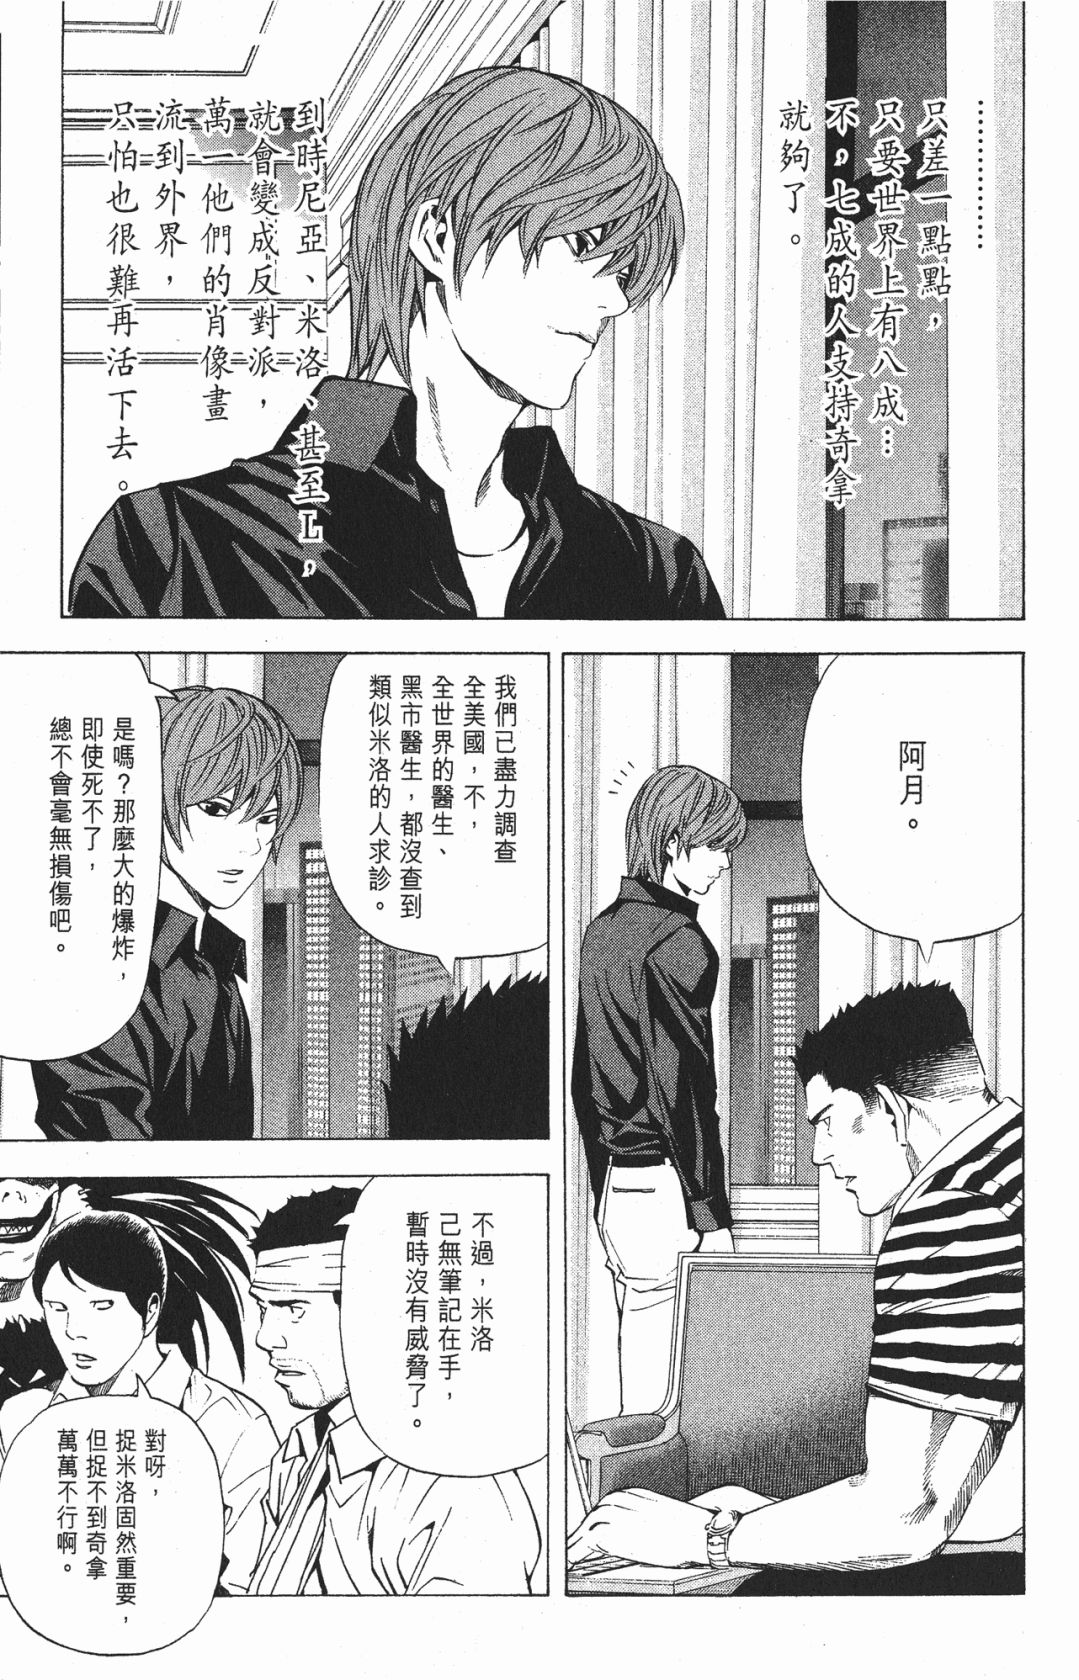 …………
只差一點點，
只要世界上有八成…
不，七成的人支持奇拿
就夠了。
到時尼亞、米洛、甚至L，
就會變成反對派，
萬一他們的肖像畫
流到外界，
只怕也很難再活下去。
阿月。
我們已盡力調查
全美國，不，
全世界的醫生、
黑市醫生，都沒查到
類似米洛的人求診。
是嗎？那麼大的爆炸，
即使死不了，
總不會毫無損傷吧。
不過，米洛
己無筆記在手，
暫時沒有威脅了。
對呀，
捉米洛固然重要，
但捉不到奇拿
萬萬不行啊。